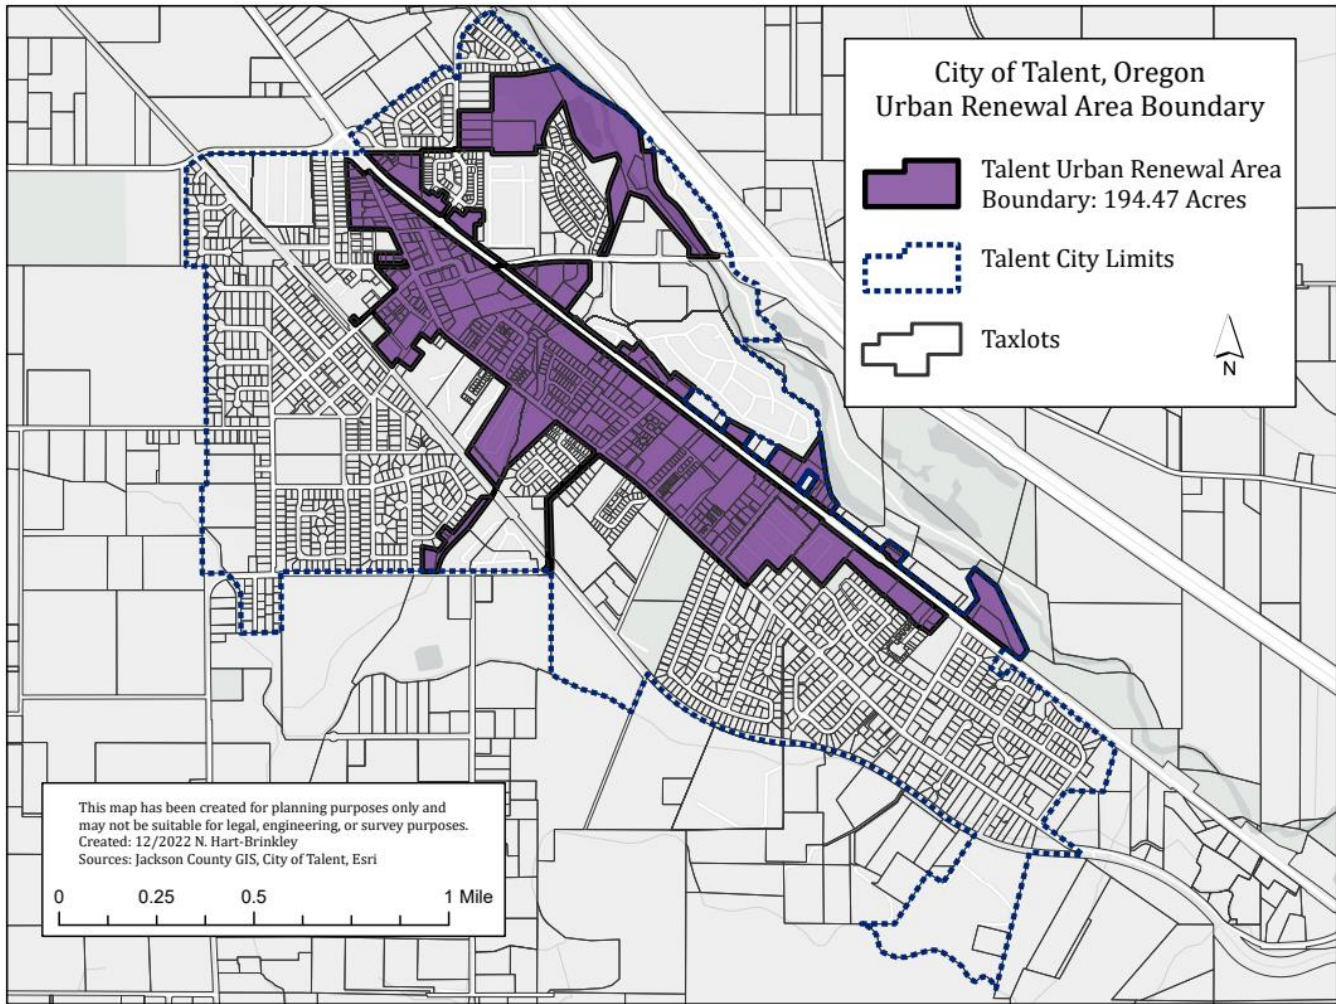 City of Talent, Oregon
Urban Renewal Area Boundary
Talent Urban Renewal Area
Boundary: 194.47 Acres
Talent City Limits
Taxlots
N
This map has been created for planning purposes only and
may not be suitable for legal, engineering, or survey purposes.
Created: 12/2022 N. Hart-Brinkley
Sources: Jackson County GIS, City of Talent, Esri
0 0.25 0.5 1 Mile